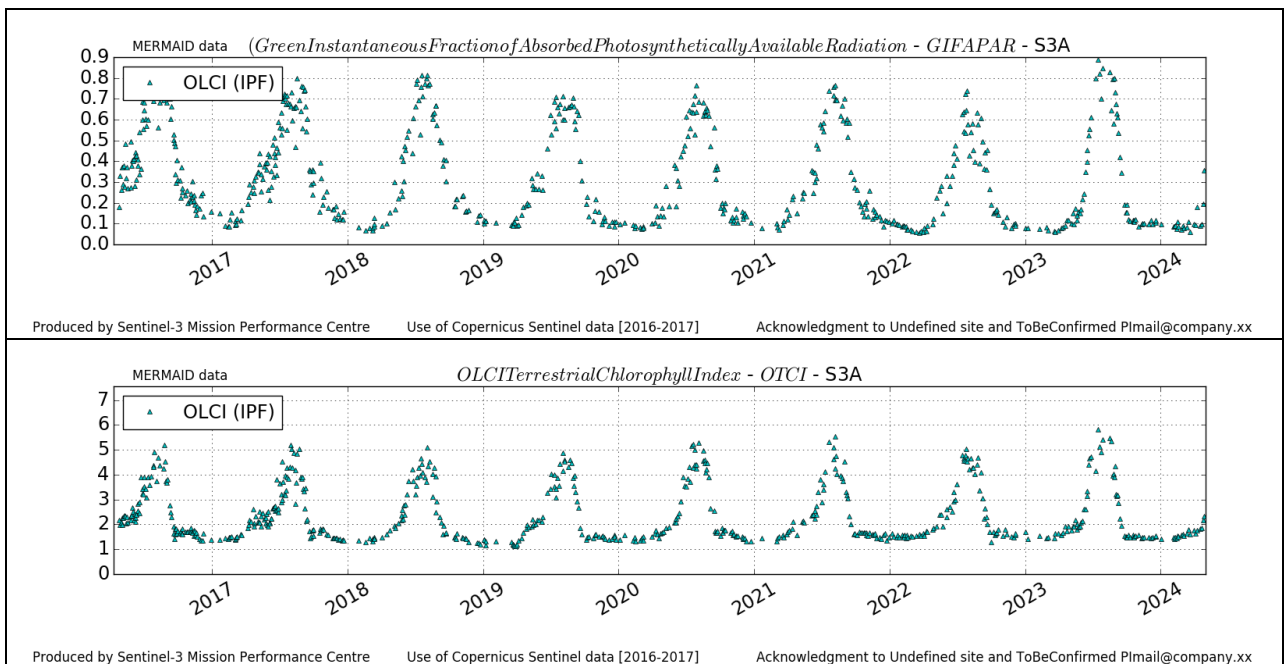 MERMAID data (GreenInstantaneousFractionofAbsorbedPhotosyntheticallyAvailableRadiation - GIFAPAR - S3A
0.9
0.8
0.7
0.6
0.5
0.4
0.3
0.2
0.1
0.0
OLCI (IPF)
2017 2018 2019 2020 2021 2022 2023 2024
Produced by Sentinel-3 Mission Performance Centre Use of Copernicus Sentinel data [2016-2017] Acknowledgment to Undefined site and ToBeConfirmed PImail@company.xx
MERMAID data OLCITerrestrialChlorophyllIndex - OTCI - S3A
7
6
5
4
3
2
1
0
OLCI (IPF)
2017 2018 2019 2020 2021 2022 2023 2024
Produced by Sentinel-3 Mission Performance Centre Use of Copernicus Sentinel data [2016-2017] Acknowledgment to Undefined site and ToBeConfirmed PImail@company.xx